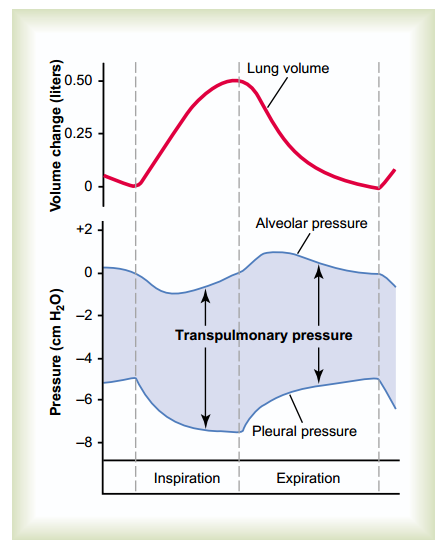 Volume change (liters)
0.50
0.25
0
Lung volume
Pressure (cm H₂O)
+2
0
–2
–4
–6
–8
Alveolar pressure
Transpulmonary pressure
Pleural pressure
Inspiration
Expiration